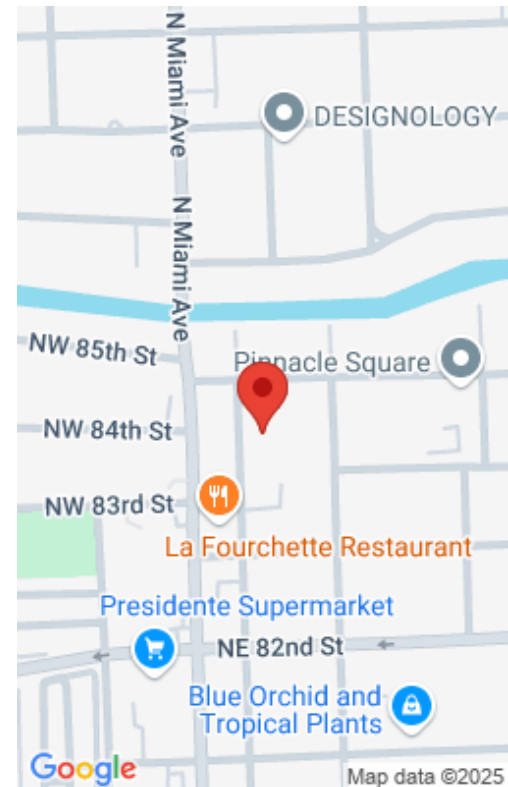 N Miami Ave
DESIGNOLOGY
N Miami Ave
NW 85th St
Pinnacle Square
NW 84th St
NW 83rd St
La Fourchette Restaurant
Presidente Supermarket
NE 82nd St
Blue Orchid and
Tropical Plants
Google
Map data ©2025